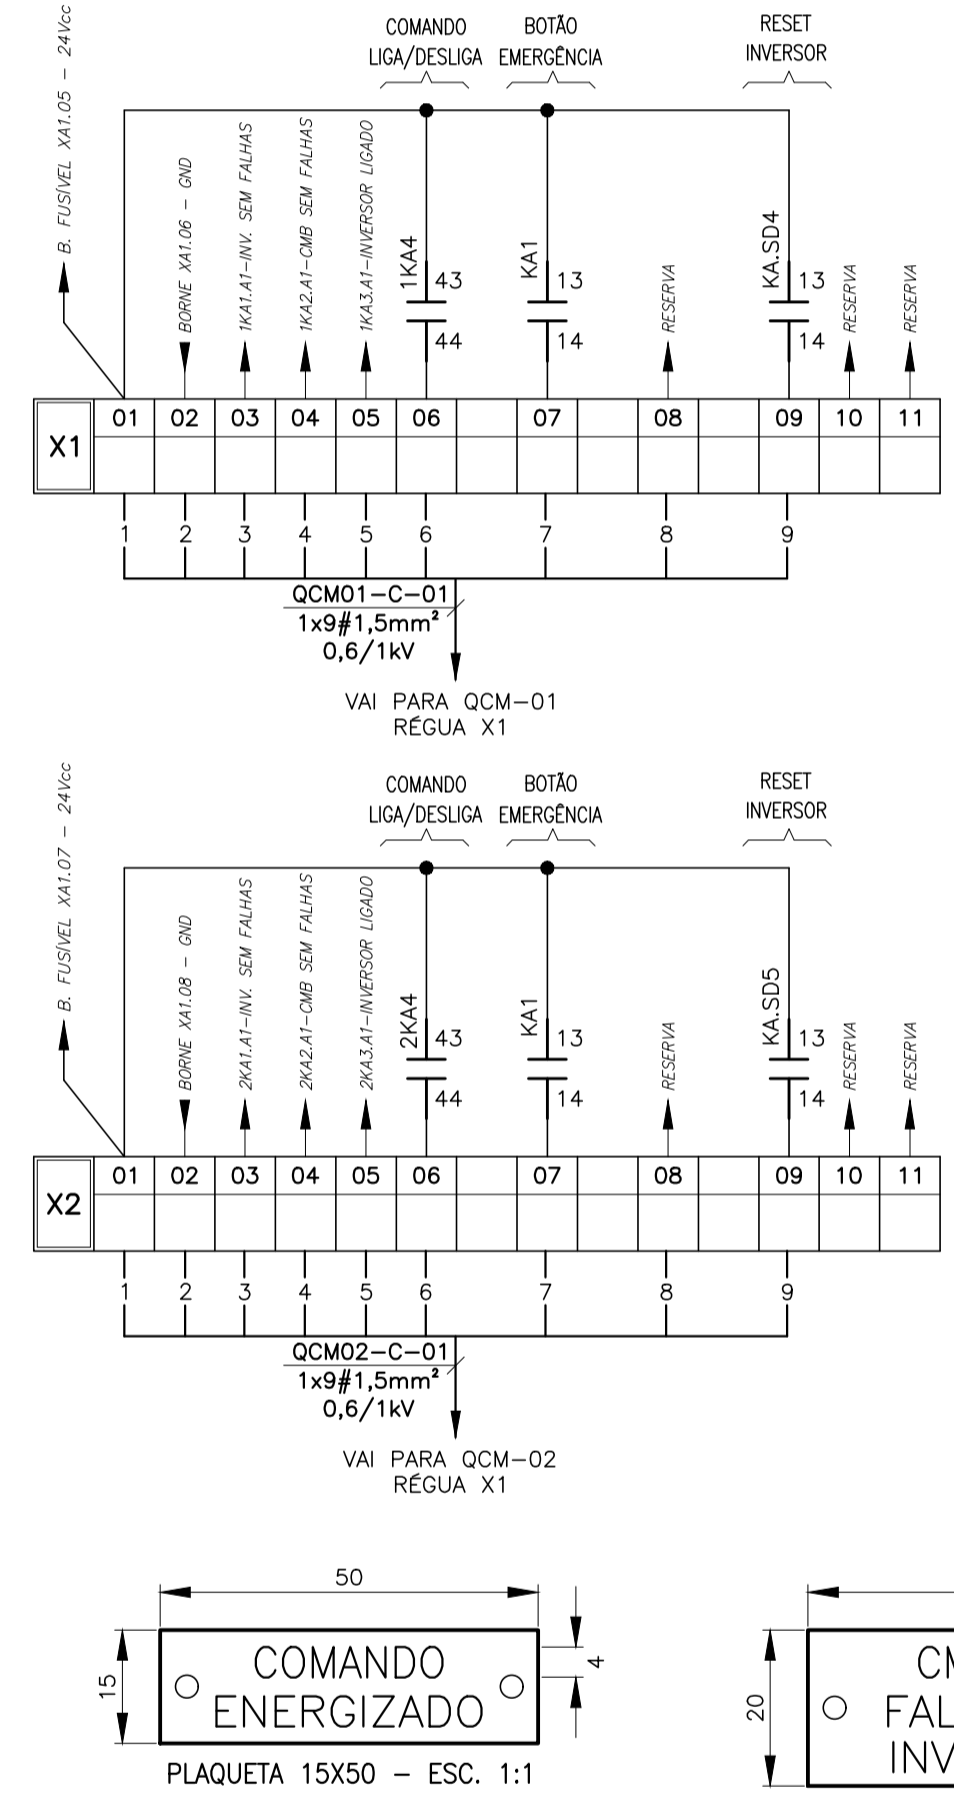 B. FUSÍVEL XA1.05 - 24Vcc
BORNE XA1.06 - GND
1KA1.A1-INV. SEM FALHAS
1KA2.A1-CMB SEM FALHAS
1KA3.A1-INVERSOR LIGADO
COMANDO
LIGA/DESLIGA
BOTÃO
EMERGÊNCIA
RESET
INVERSOR
1KA4
43
44
KA1
13
14
RESERVA
KA.SD4
13
14
RESERVA
RESERVA
X1
01 02 03 04 05 06 07 08 09 10 11
1 2 3 4 5 6 7 8 9
QCM01-C-01
1x9#1,5mm²
0,6/1kV
VAI PARA QCM-01
RÉGUA X1
B. FUSÍVEL XA1.07 - 24Vcc
BORNE XA1.08 - GND
2KA1.A1-INV. SEM FALHAS
2KA2.A1-CMB SEM FALHAS
2KA3.A1-INVERSOR LIGADO
COMANDO
LIGA/DESLIGA
BOTÃO
EMERGÊNCIA
RESET
INVERSOR
2KA4
43
44
KA1
13
14
RESERVA
KA.SD5
13
14
RESERVA
RESERVA
X2
01 02 03 04 05 06 07 08 09 10 11
1 2 3 4 5 6 7 8 9
QCM02-C-01
1x9#1,5mm²
0,6/1kV
VAI PARA QCM-02
RÉGUA X1
50
15
COMANDO
ENERGIZADO
4
PLAQUETA 15X50 - ESC. 1:1
20
FAL
INV